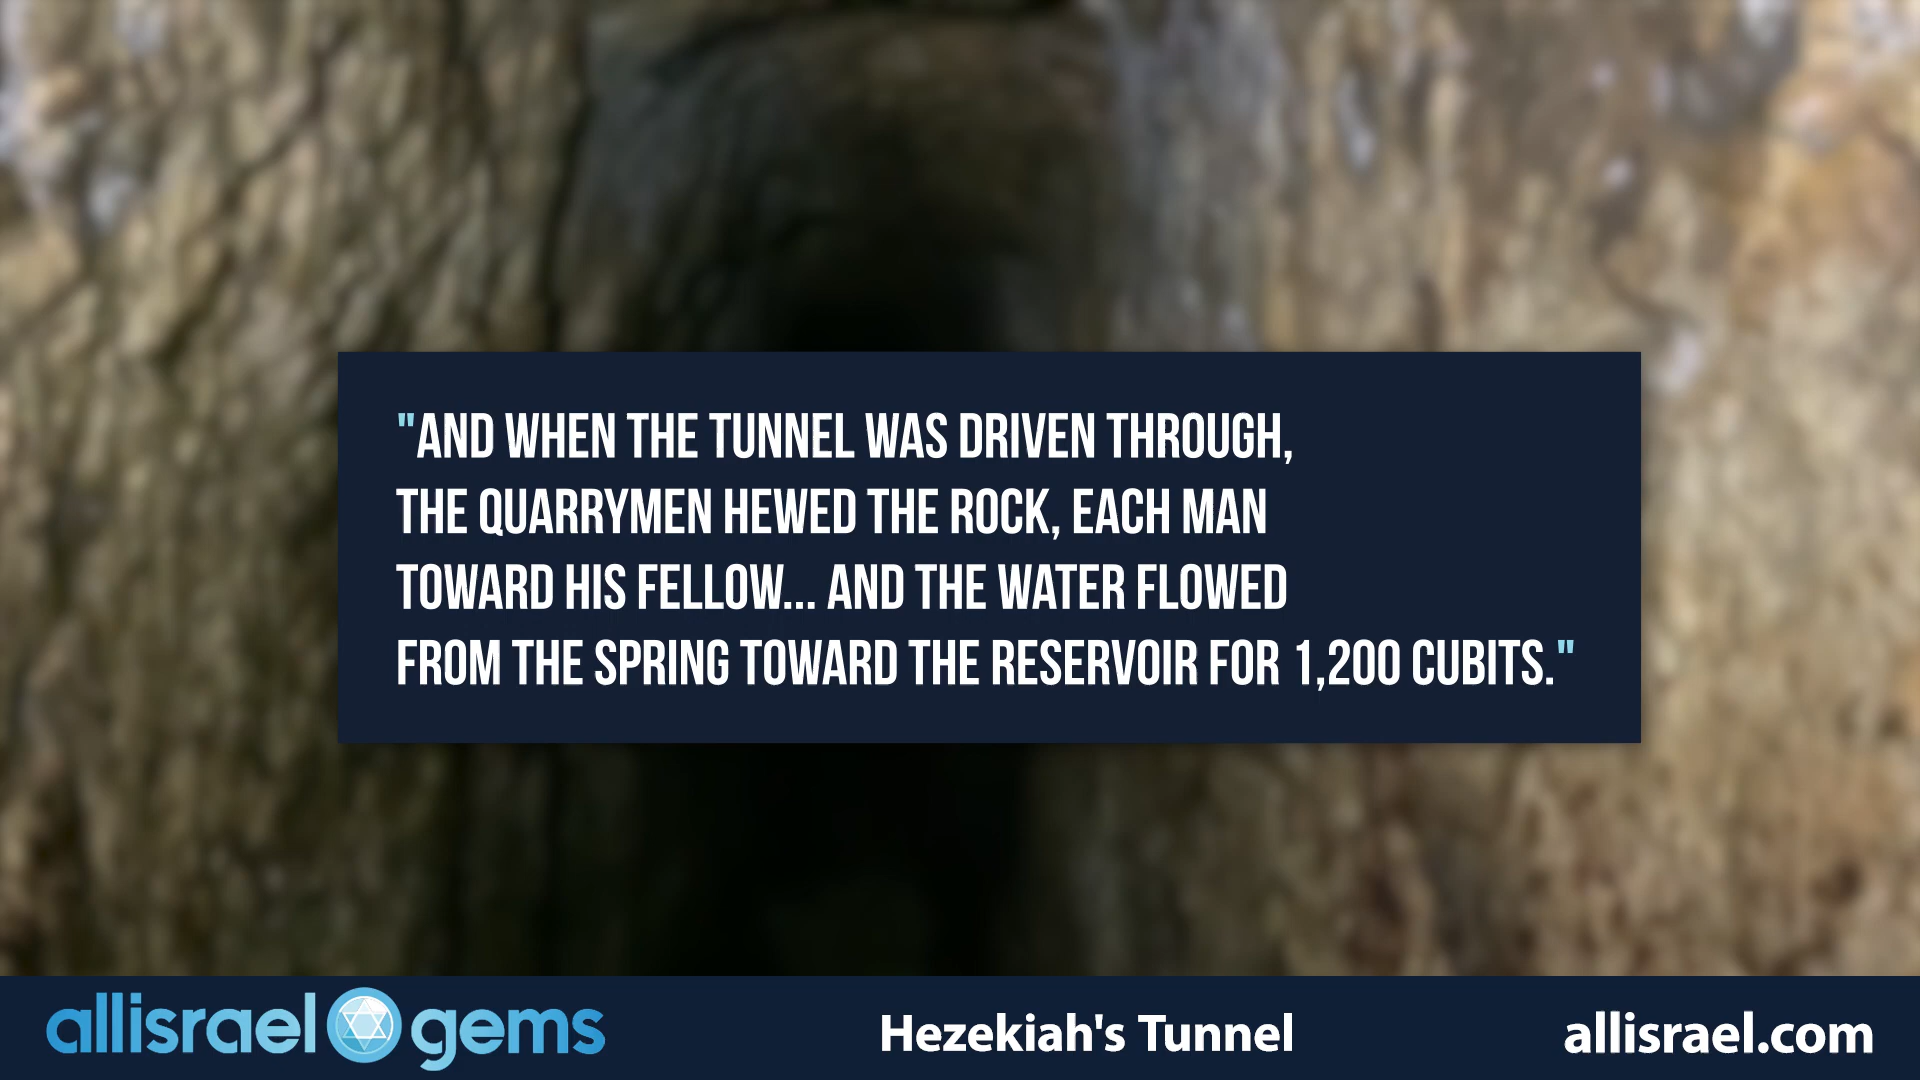 "AND WHEN THE TUNNEL WAS DRIVEN THROUGH,
THE QUARRYMEN HEWED THE ROCK, EACH MAN
TOWARD HIS FELLOW... AND THE WATER FLOWED
FROM THE SPRING TOWARD THE RESERVOIR FOR 1,200 CUBITS."
allisrael gems
Hezekiah's Tunnel
allisrael.com